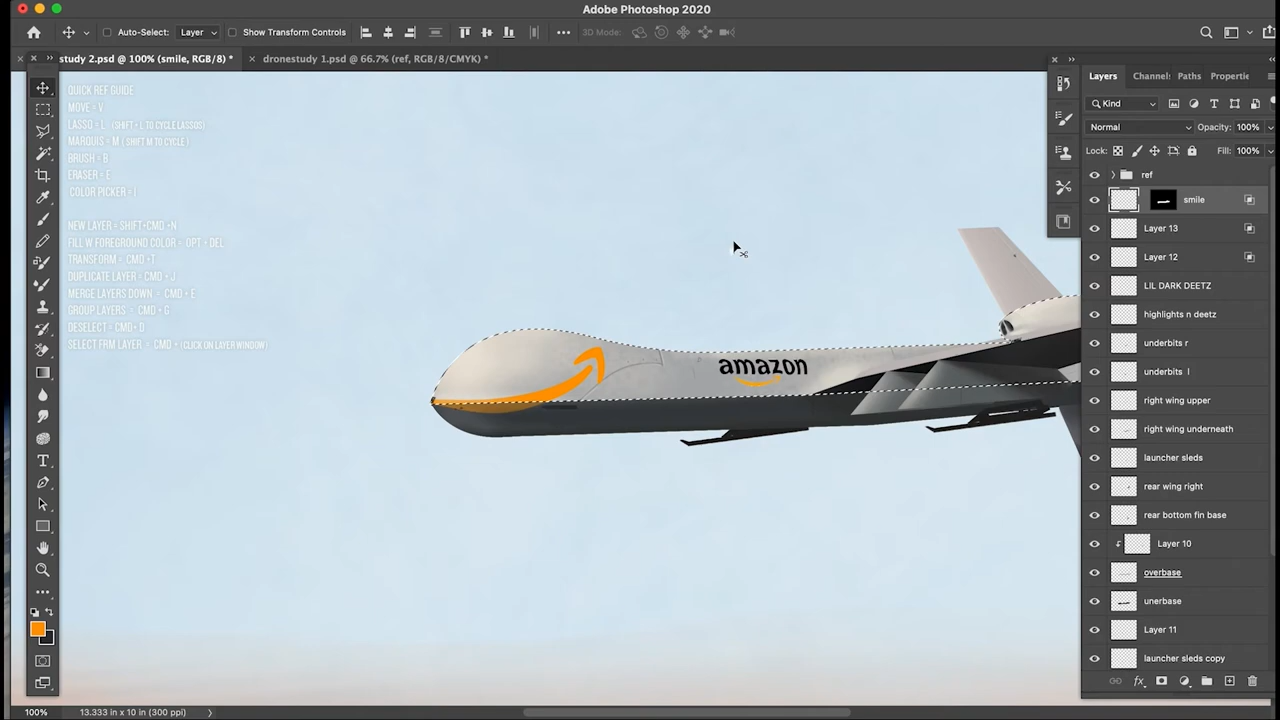 Adobe Photoshop 2020
Auto-Select: Layer Show Transform Controls 3D Mode:
study 2.psd @ 100% (smile, RGB/8) * dronestudy 1.psd @ 66.7% (ref, RGB/8/CMYK) *
QUICK REF GUIDE
MOVE = V
LASSO = L (SHIFT + L TO CYCLE LASSOS)
MARQUIS = M ( SHIFT M TO CYCLE )
BRUSH = B
ERASER = E
COLOR PICKER = I
NEW LAYER = SHIFT+CMD +N
FILL W FOREGROUND COLOR = OPT + DEL
TRANSFORM = CMD +T
DUPLICATE LAYER = CMD + J
MERGE LAYERS DOWN = CMD + E
GROUP LAYERS = CMD + G
DESELECT = CMD+ D
SELECT FRM LAYER = CMD + (CLICK ON LAYER WINDOW)
amazon
Layers Channel: Paths Propertic
Kind
Normal Opacity: 100%
Lock: Fill: 100%
ref
smile
Layer 13
Layer 12
LIL DARK DEETZ
highlights n deetz
underbits r
underbits l
right wing upper
right wing underneath
launcher sleds
rear wing right
rear bottom fin base
Layer 10
overbase
unerbase
Layer 11
launcher sleds copy
fx
100% 13.333 in x 10 in (300 ppi)